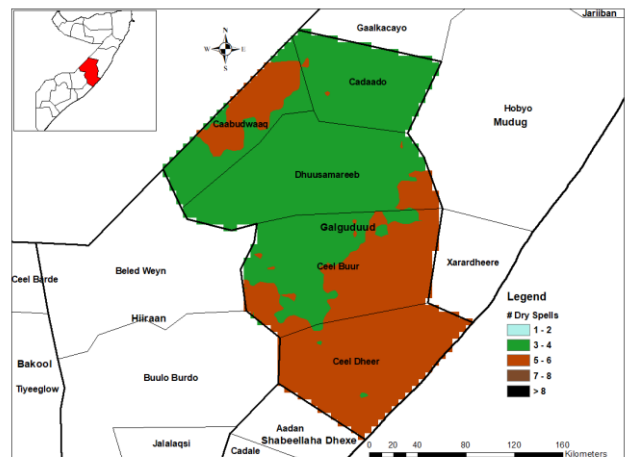 Jariiban
Gaalkacayo
N
W E
S
Cadaado
Hobyo
Mudug
Caabudwaaq
Dhuusamareeb
Galguduud
Ceel Buur
Xarardheere
Ceel Barde
Beled Weyn
Hiiraan
Bakool
Tiyeeglow
Buulo Burdo
Ceel Dheer
Aadan
Shabeellaha Dhexe
Jalalaqsi
Cadale
Legend
# Dry Spells
1 - 2
3 - 4
5 - 6
7 - 8
> 8
0 20 40 80 120 160
Kilometers